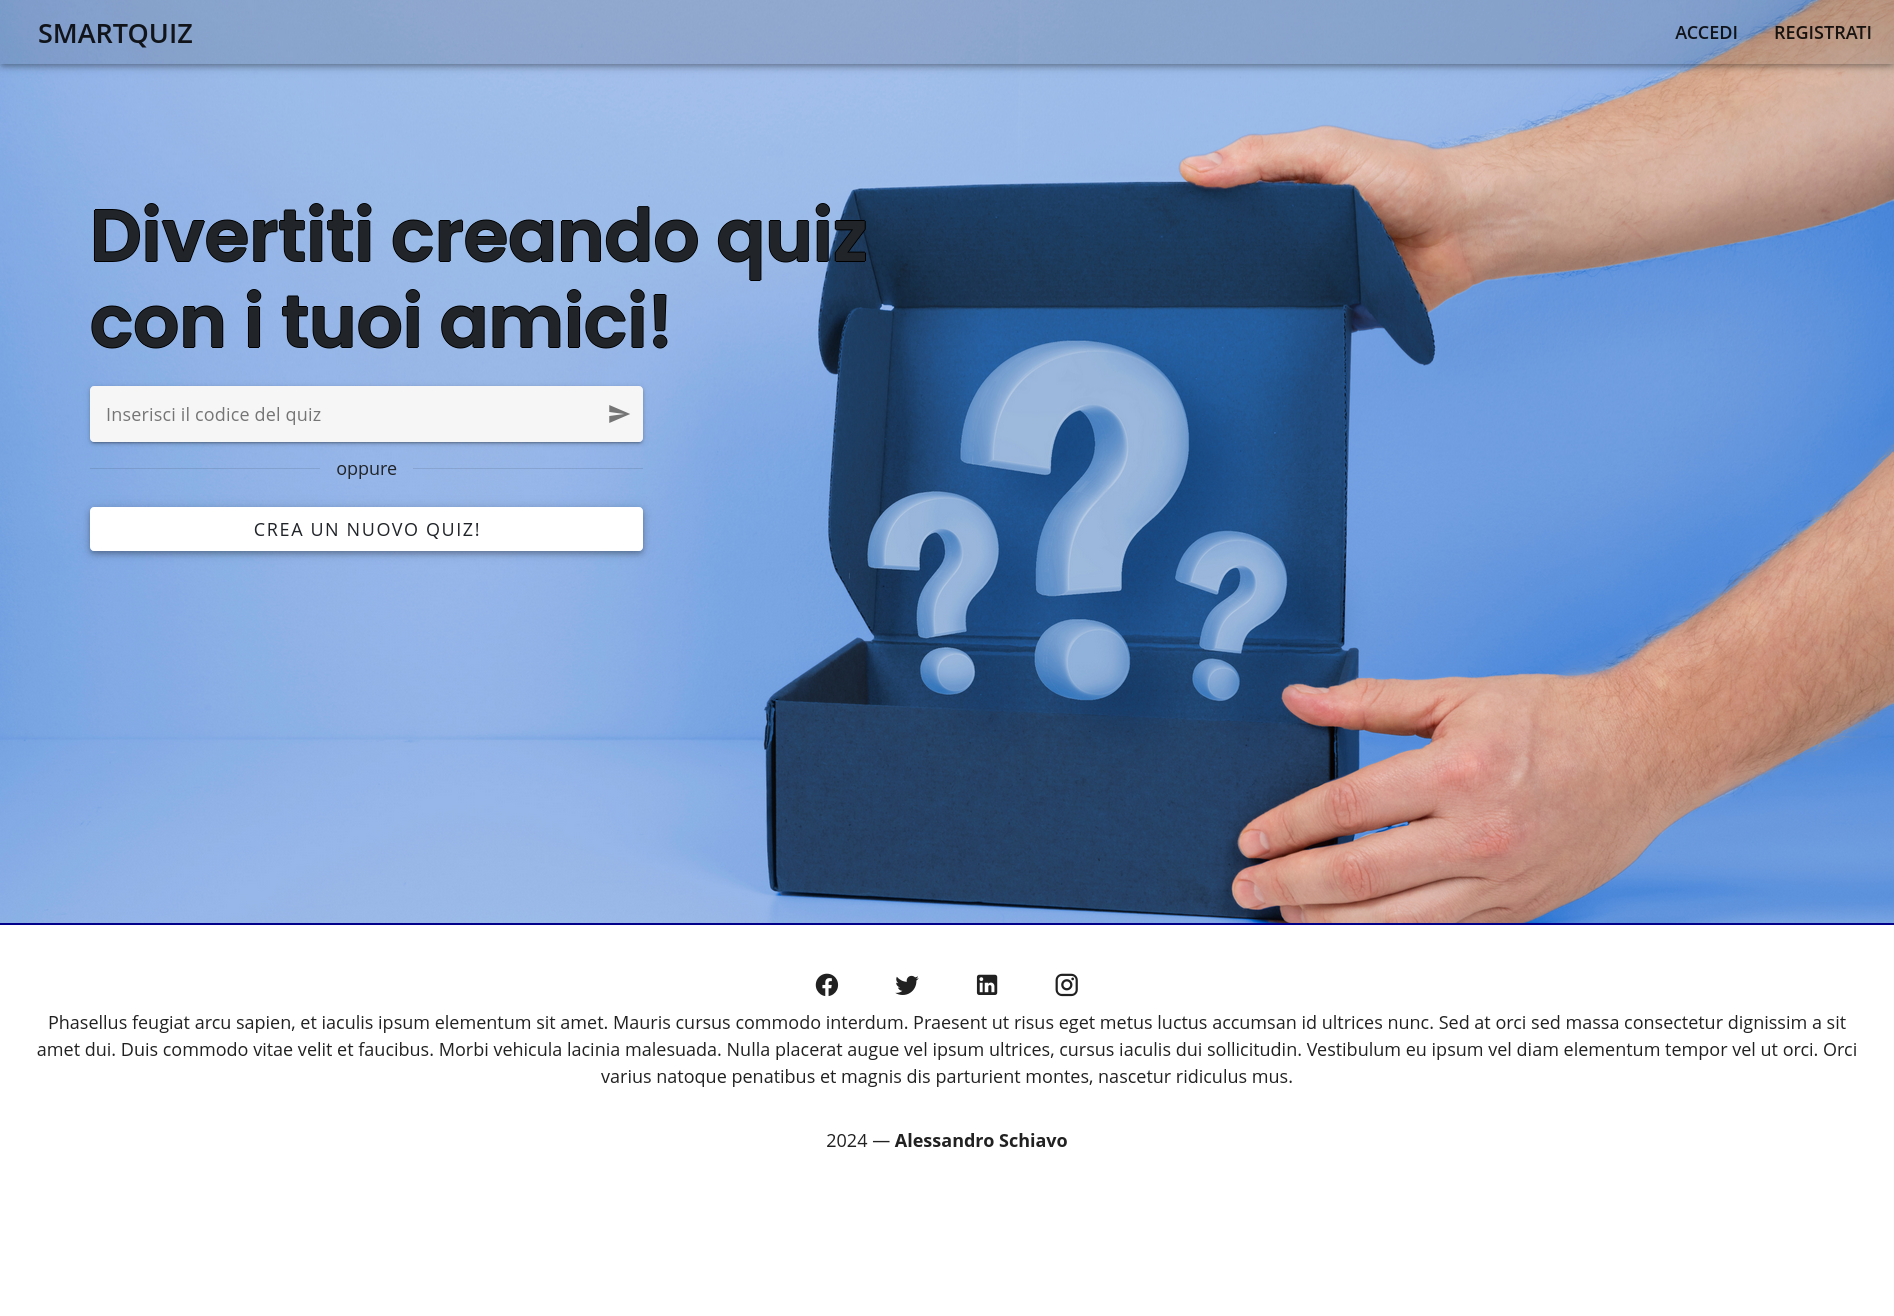 SMARTQUIZ
ACCEDI
REGISTRATI
Divertiti creando quiz
con i tuoi amici!
Inserisci il codice del quiz
oppure
CREA UN NUOVO QUIZ!
???
Phasellus feugiat arcu sapien, et iaculis ipsum elementum sit amet. Mauris cursus commodo interdum. Praesent ut risus eget metus luctus accumsan id ultrices nunc. Sed at orci sed massa consectetur dignissim a sit
amet dui. Duis commodo vitae velit et faucibus. Morbi vehicula lacinia malesuada. Nulla placerat augue vel ipsum ultrices, cursus iaculis dui sollicitudin. Vestibulum eu ipsum vel diam elementum tempor vel ut orci. Orci
varius natoque penatibus et magnis dis parturient montes, nascetur ridiculus mus.
2024 — Alessandro Schiavo